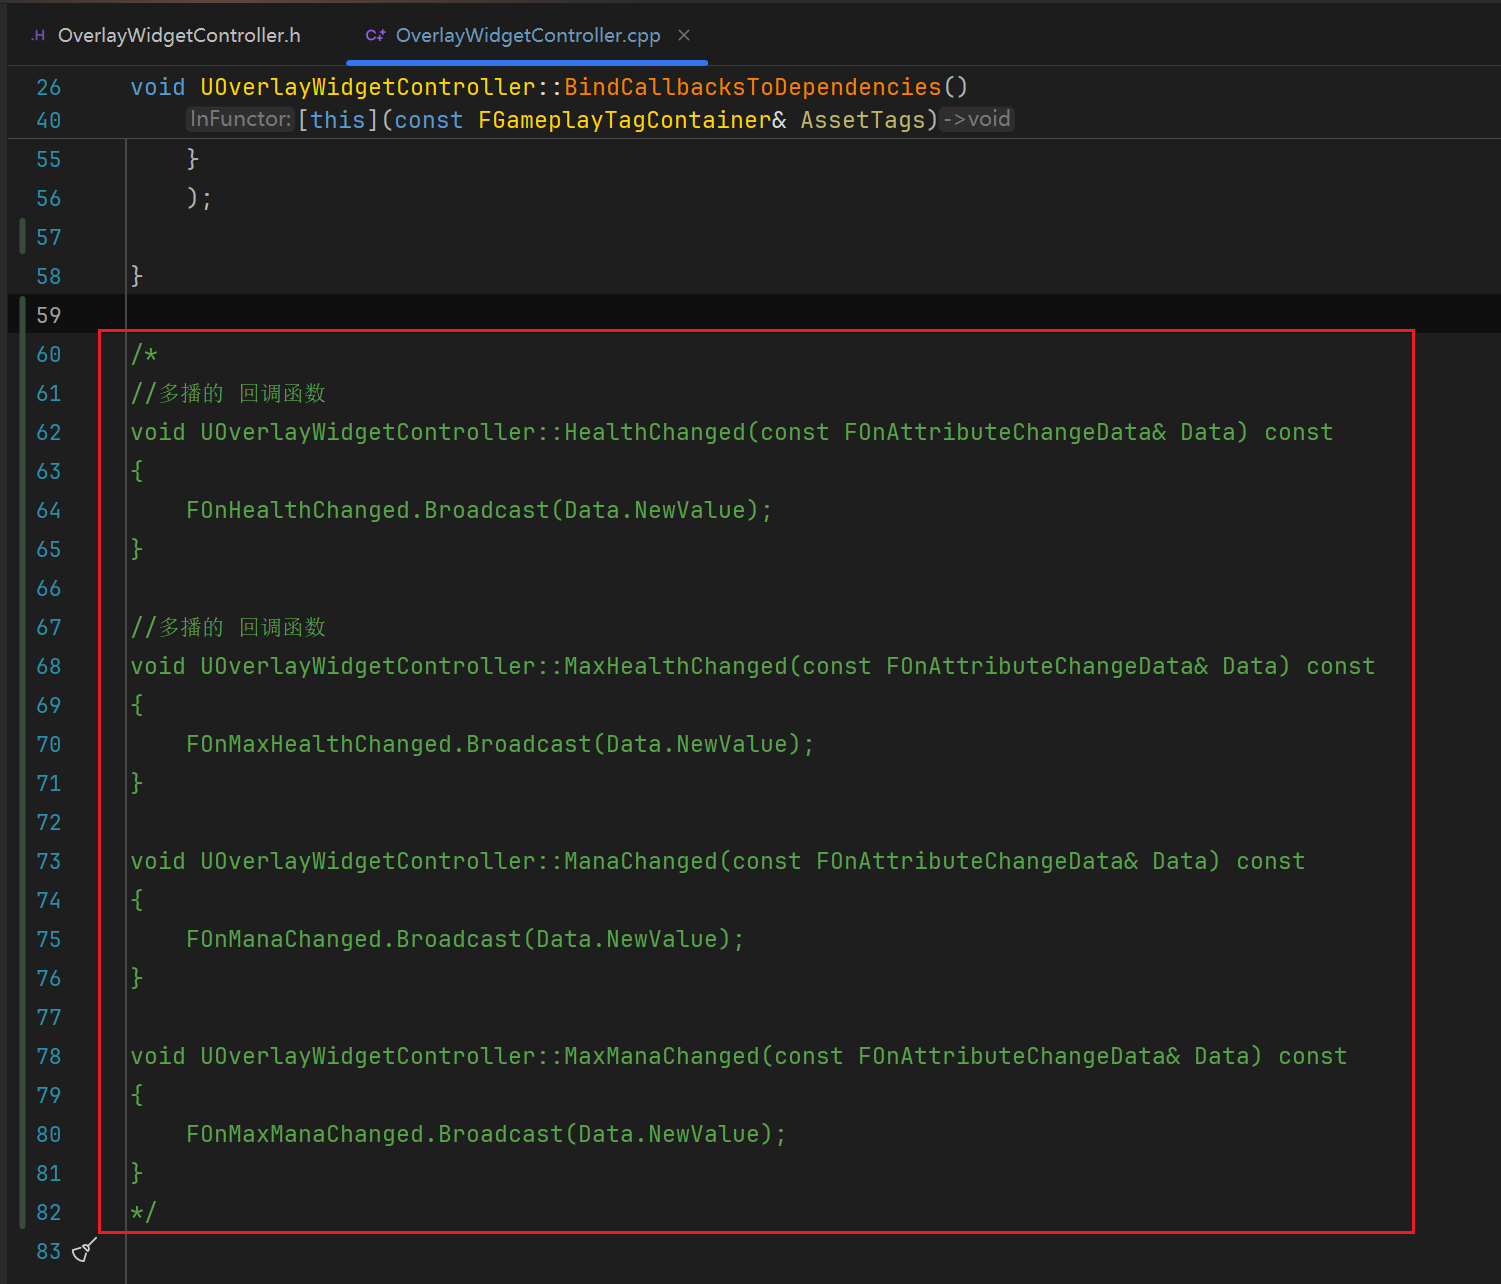 .H OverlayWidgetController.h C++ OverlayWidgetController.cpp ×
26 void UOverlayWidgetController::BindCallbacksToDependencies()
40 InFunctor: [this](const FGameplayTagContainer& AssetTags) ->void
55 }
56 );
57
58 }
59
60 /*
61 //多播的 回调函数
62 void UOverlayWidgetController::HealthChanged(const FOnAttributeChangeData& Data) const
63 {
64 FOnHealthChanged.Broadcast(Data.NewValue);
65 }
66
67 //多播的 回调函数
68 void UOverlayWidgetController::MaxHealthChanged(const FOnAttributeChangeData& Data) const
69 {
70 FOnMaxHealthChanged.Broadcast(Data.NewValue);
71 }
72
73 void UOverlayWidgetController::ManaChanged(const FOnAttributeChangeData& Data) const
74 {
75 FOnManaChanged.Broadcast(Data.NewValue);
76 }
77
78 void UOverlayWidgetController::MaxManaChanged(const FOnAttributeChangeData& Data) const
79 {
80 FOnMaxManaChanged.Broadcast(Data.NewValue);
81 }
82 */
83